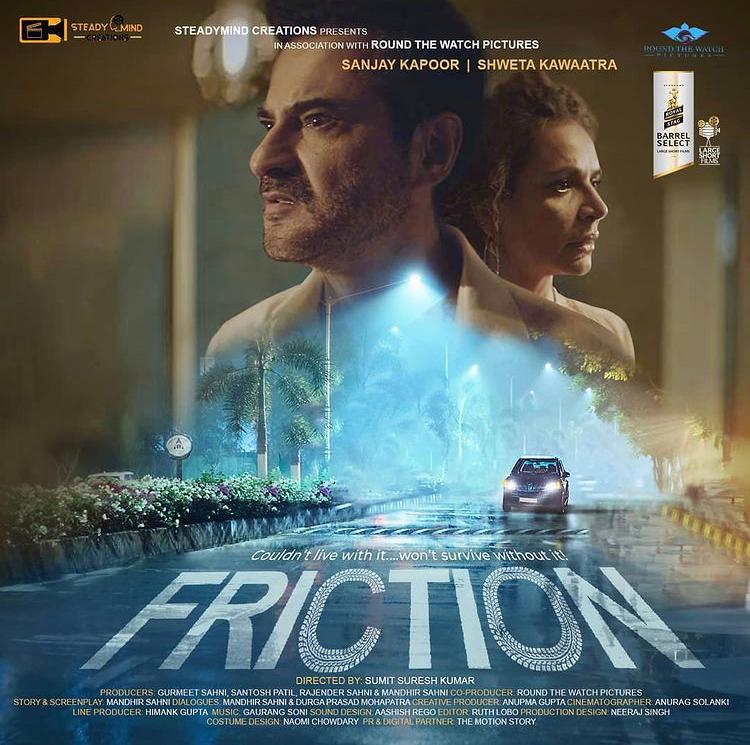 STEADY MIND
CREATIONS
STEADYMIND CREATIONS PRESENTS
IN ASSOCIATION WITH ROUND THE WATCH PICTURES
SANJAY KAPOOR | SHWETA KAWAATRA
ROUND THE WATCH
PICTURES
ROYAL
STAG
BARREL
SELECT
LARGE SHORT FILMS
LARGE
SHORT
FILMS
Couldn't live with it....won't survive without it!
FRICTION
DIRECTED BY: SUMIT SURESH KUMAR
PRODUCERS: GURMEET SAHNI, SANTOSH PATIL, RAJENDER SAHNI & MANDHIR SAHNI CO-PRODUCER: ROUND THE WATCH PICTURES
STORY & SCREENPLAY: MANDHIR SAHNI DIALOGUES: MANDHIR SAHNI & DURGA PRASAD MOHAPATRA CREATIVE PRODUCER: ANUPMA GUPTA CINEMATOGRAPHER: ANURAG SOLANKI
LINE PRODUCER: HIMANK GUPTA MUSIC: GAURANG SONI SOUND DESIGN: AASHISH REGO EDITOR: RUTH LOBO PRODUCTION DESIGN: NEERAJ SINGH
COSTUME DESIGN: NAOMI CHOWDARY PR & DIGITAL PARTNER: THE MOTION STORY